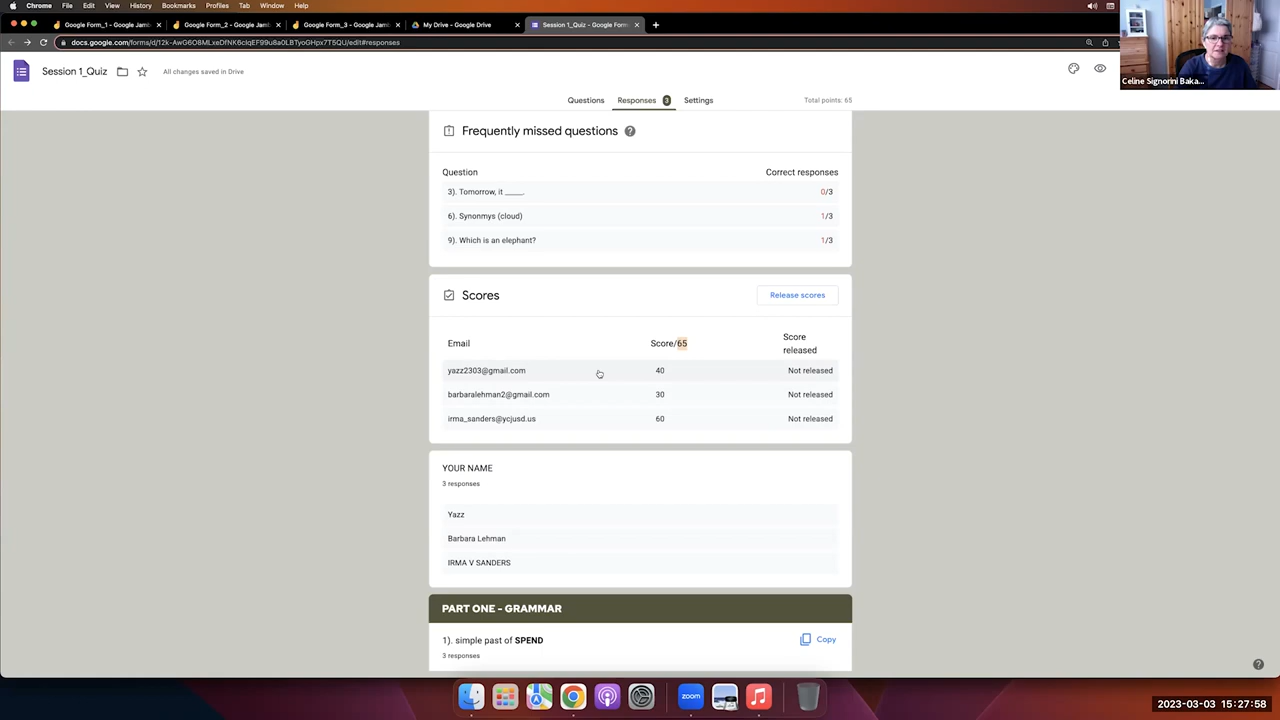 Chrome File Edit View History Bookmarks Profiles Tab Window Help
Google Form_1 - Google Jamb Google Form_2 - Google Jamb Google Form_3 - Google Jamb My Drive - Google Drive Session 1_Quiz - Google Form
Session 1_Quiz All changes saved in Drive
Questions Responses 3 Settings Total points: 65
Frequently missed questions
Question Correct responses
3). Tomorrow, it _____. 0/3
6). Synonmys (cloud) 1/3
9). Which is an elephant? 1/3
Scores Release scores
Email Score/65 Score released
yazz2303@gmail.com 40 Not released
barbaralehman2@gmail.com 30 Not released
irma_sanders@ycjusd.us 60 Not released
YOUR NAME
3 responses
Yazz
Barbara Lehman
IRMA V SANDERS
PART ONE - GRAMMAR
1). simple past of SPEND Copy
3 responses
Celine Signorini Baka...
zoom
2023-03-03 15:27:58